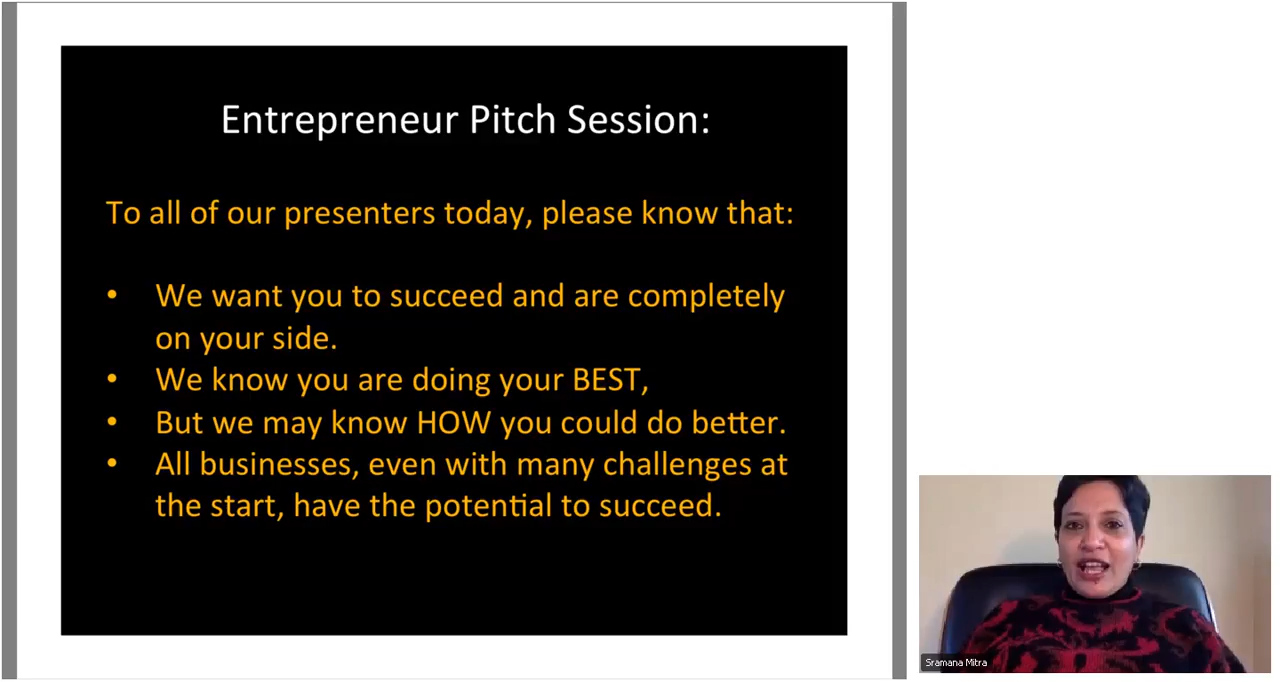 Entrepreneur Pitch Session:
To all of our presenters today, please know that:
• We want you to succeed and are completely
on your side.
• We know you are doing your BEST,
• But we may know HOW you could do better.
• All businesses, even with many challenges at
the start, have the potential to succeed.
Sramana Mitra